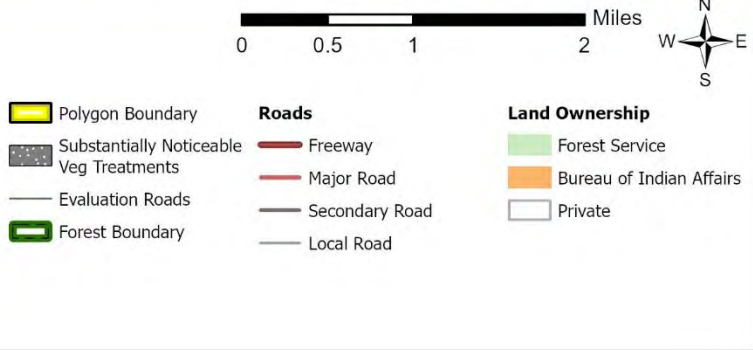 N
Miles
W E
0 0.5 1 2
S
Polygon Boundary
Substantially Noticeable
Veg Treatments
Evaluation Roads
Forest Boundary
Roads
Freeway
Major Road
Secondary Road
Local Road
Land Ownership
Forest Service
Bureau of Indian Affairs
Private